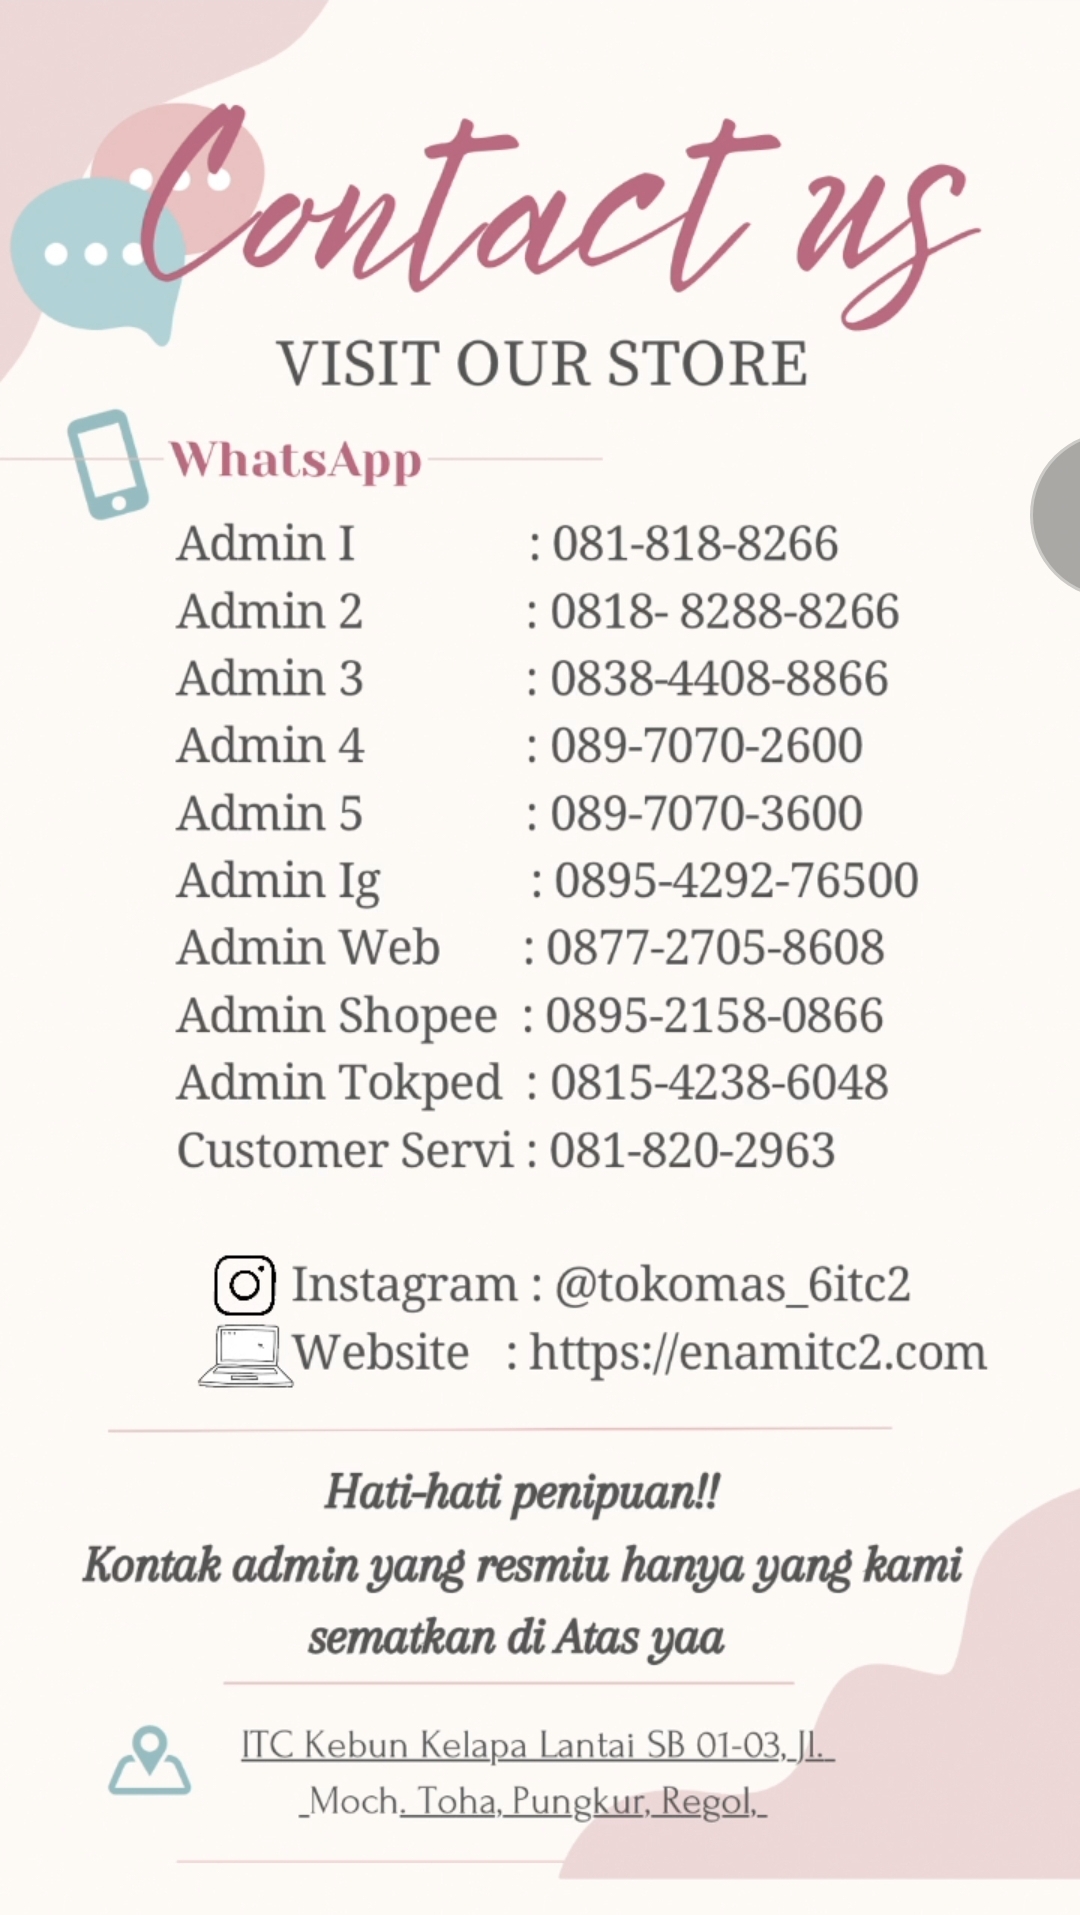 Contact us
VISIT OUR STORE
WhatsApp
Admin I : 081-818-8266
Admin 2 : 0818- 8288-8266
Admin 3 : 0838-4408-8866
Admin 4 : 089-7070-2600
Admin 5 : 089-7070-3600
Admin Ig : 0895-4292-76500
Admin Web : 0877-2705-8608
Admin Shopee : 0895-2158-0866
Admin Tokped : 0815-4238-6048
Customer Servi : 081-820-2963
Instagram : @tokomas_6itc2
Website : https://enamitc2.com
Hati-hati penipuan!!
Kontak admin yang resmiu hanya yang kami
sematkan di Atas yaa
ITC Kebun Kelapa Lantai SB 01-03, Jl.
Moch. Toha, Pungkur, Regol,